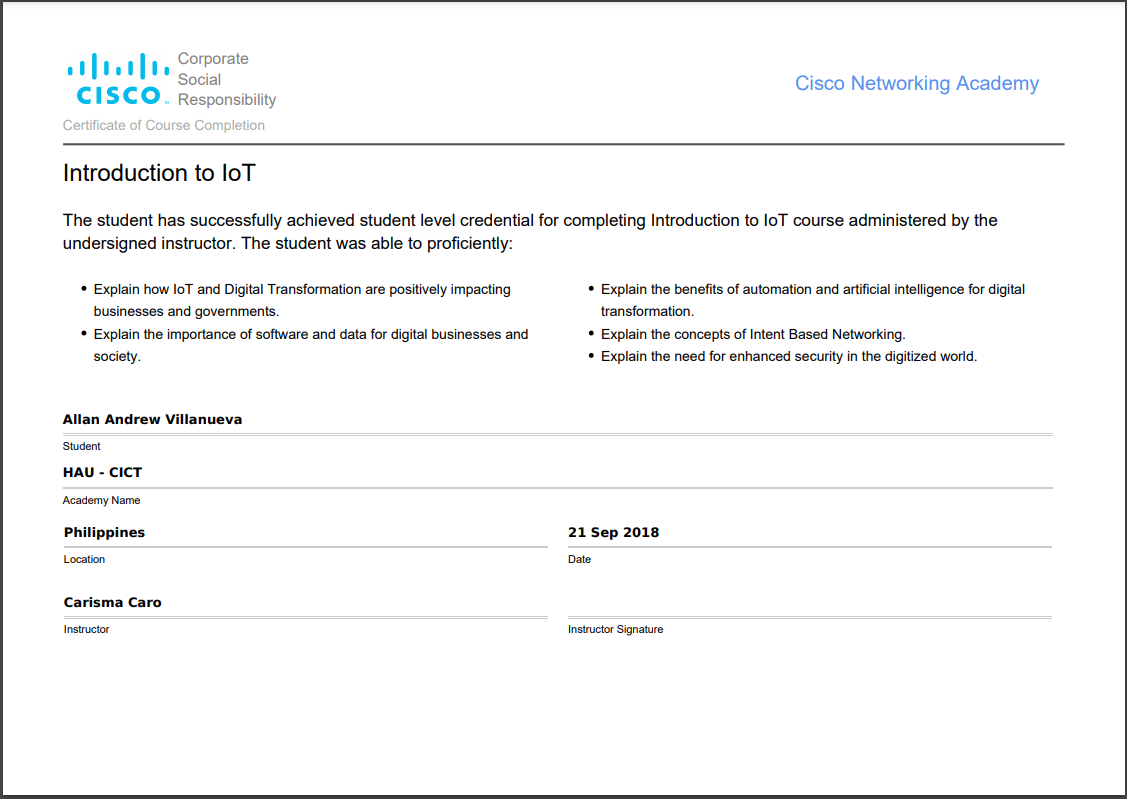 Corporate
Social
Responsibility
CISCO™
Certificate of Course Completion
Cisco Networking Academy
Introduction to IoT
The student has successfully achieved student level credential for completing Introduction to IoT course administered by the
undersigned instructor. The student was able to proficiently:
• Explain how IoT and Digital Transformation are positively impacting
businesses and governments.
• Explain the importance of software and data for digital businesses and
society.
• Explain the benefits of automation and artificial intelligence for digital
transformation.
• Explain the concepts of Intent Based Networking.
• Explain the need for enhanced security in the digitized world.
Allan Andrew Villanueva
Student
HAU - CICT
Academy Name
Philippines
Location
21 Sep 2018
Date
Carisma Caro
Instructor
Instructor Signature